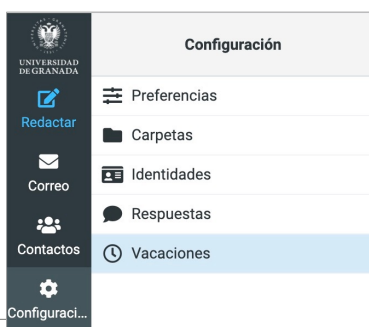 UNIVERSIDAD
DE GRANADA
Redactar
Correo
Contactos
Configuraci...
Configuración
Preferencias
Carpetas
Identidades
Respuestas
Vacaciones